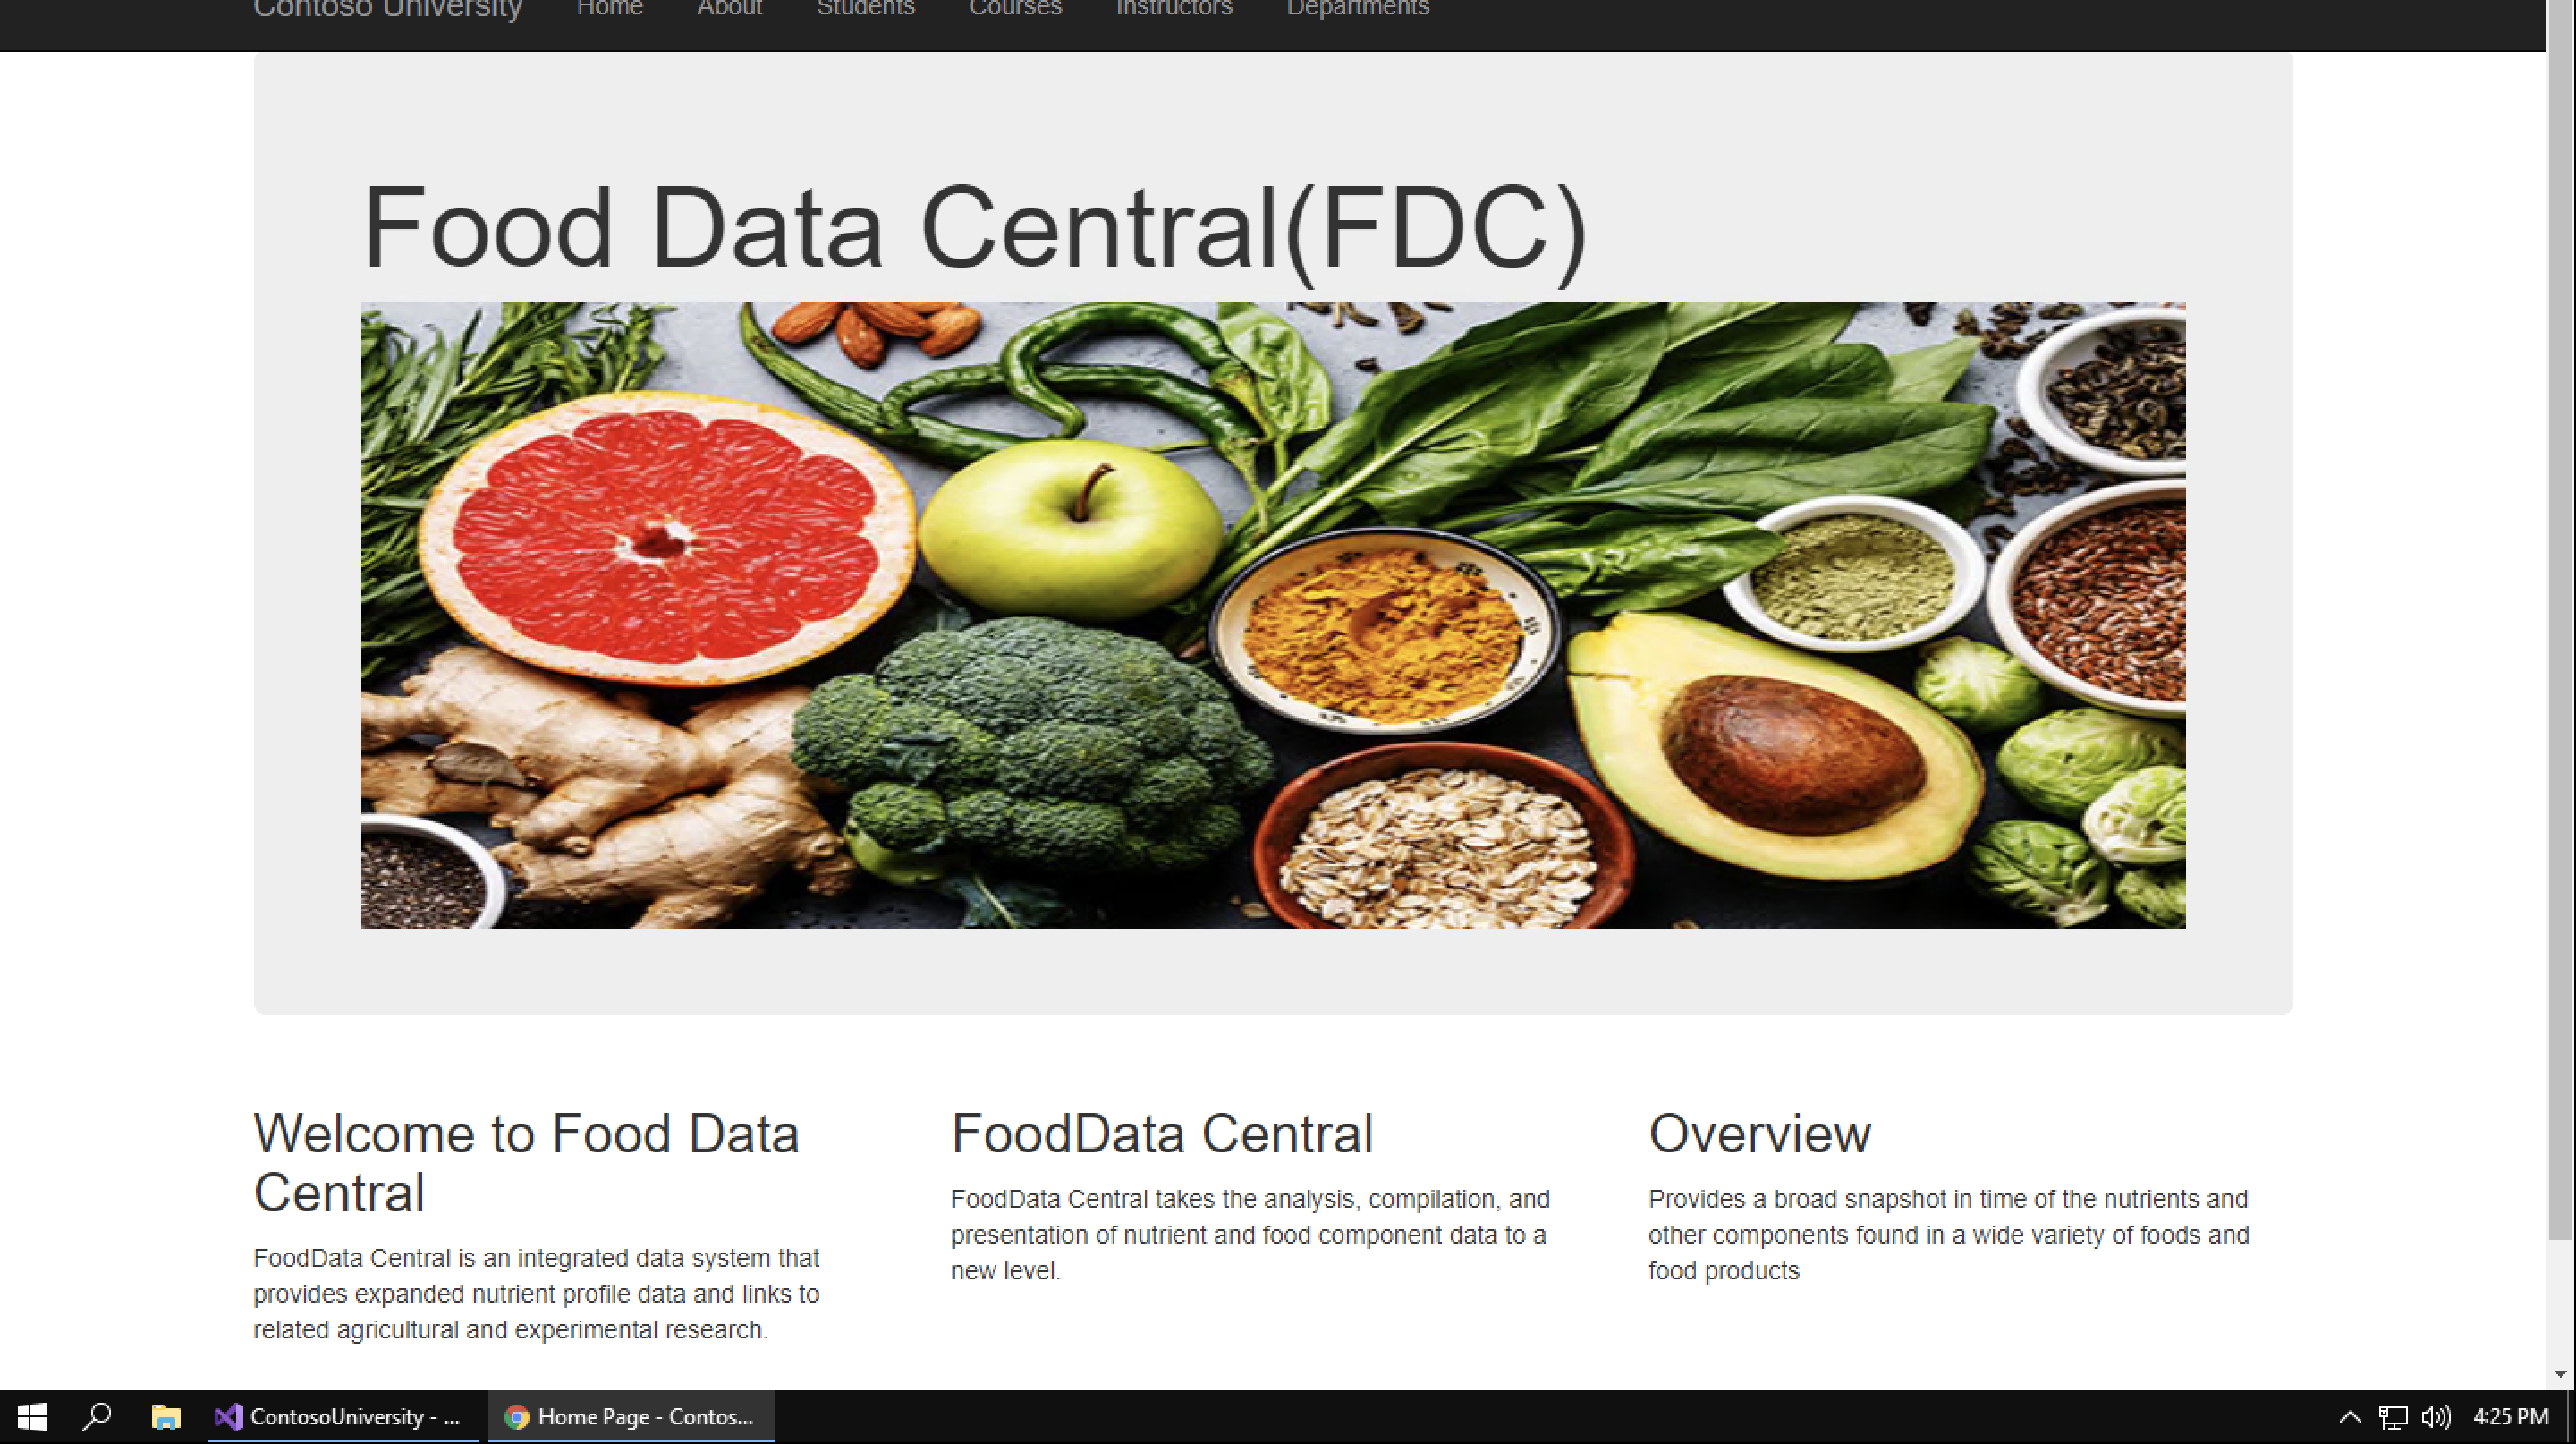 Contoso University Home About Students Courses Instructors Departments
Food Data Central(FDC)
Welcome to Food Data
Central
FoodData Central is an integrated data system that
provides expanded nutrient profile data and links to
related agricultural and experimental research.
FoodData Central
FoodData Central takes the analysis, compilation, and
presentation of nutrient and food component data to a
new level.
Overview
Provides a broad snapshot in time of the nutrients and
other components found in a wide variety of foods and
food products
ContosoUniversity - ... Home Page - Contos... 4:25 PM